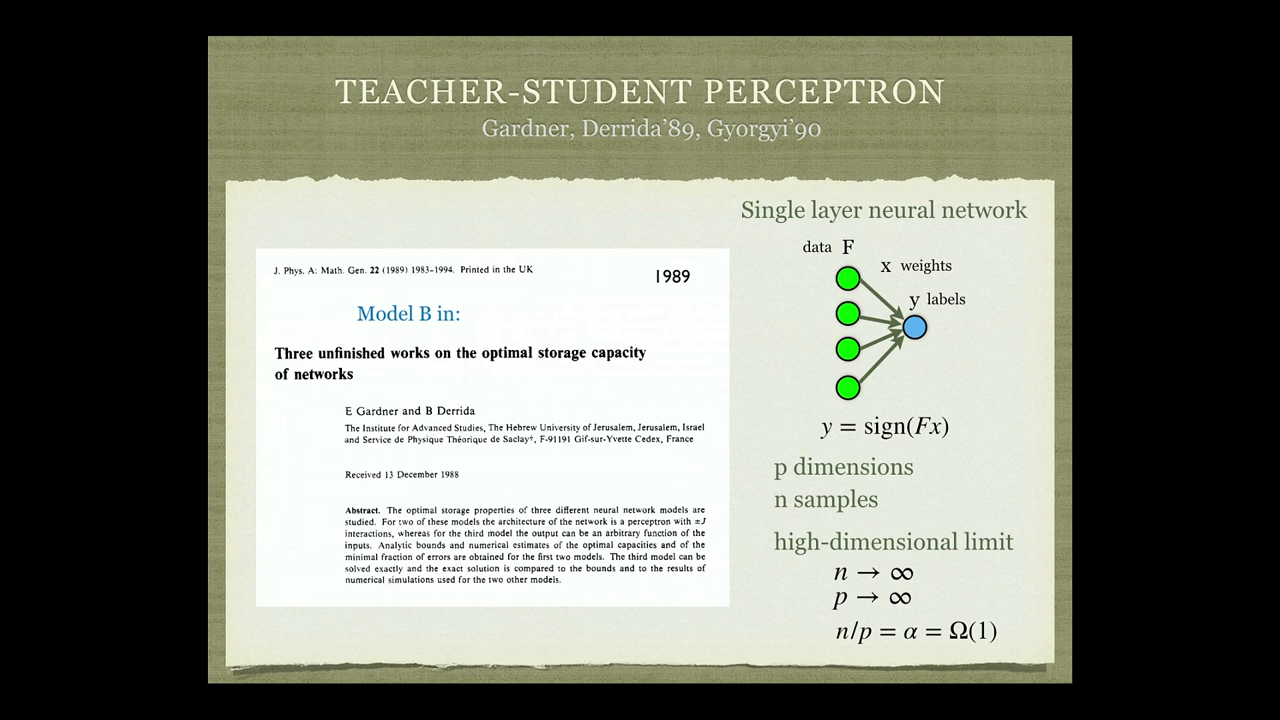 TEACHER-STUDENT PERCEPTRON
Gardner, Derrida’89, Gyorgyi’90
J. Phys. A: Math. Gen. 22 (1989) 1983-1994. Printed in the UK
1989
Model B in:
Three unfinished works on the optimal storage capacity
of networks
E Gardner and B Derrida
The Institute for Advanced Studies, The Hebrew University of Jerusalem, Jerusalem, Israel
and Service de Physique Théorique de Saclay†, F-91191 Gif-sur-Yvette Cedex, France
Received 13 December 1988
Abstract. The optimal storage properties of three different neural network models are
studied. For two of these models the architecture of the network is a perceptron with ±J
interactions, whereas for the third model the output can be an arbitrary function of the
inputs. Analytic bounds and numerical estimates of the optimal capacities and of the
minimal fraction of errors are obtained for the first two models. The third model can be
solved exactly and the exact solution is compared to the bounds and to the results of
numerical simulations used for the two other models.
Single layer neural network
data F
x weights
y labels
y = sign(Fx)
p dimensions
n samples
high-dimensional limit
n → ∞
p → ∞
n/p = α = Ω(1)